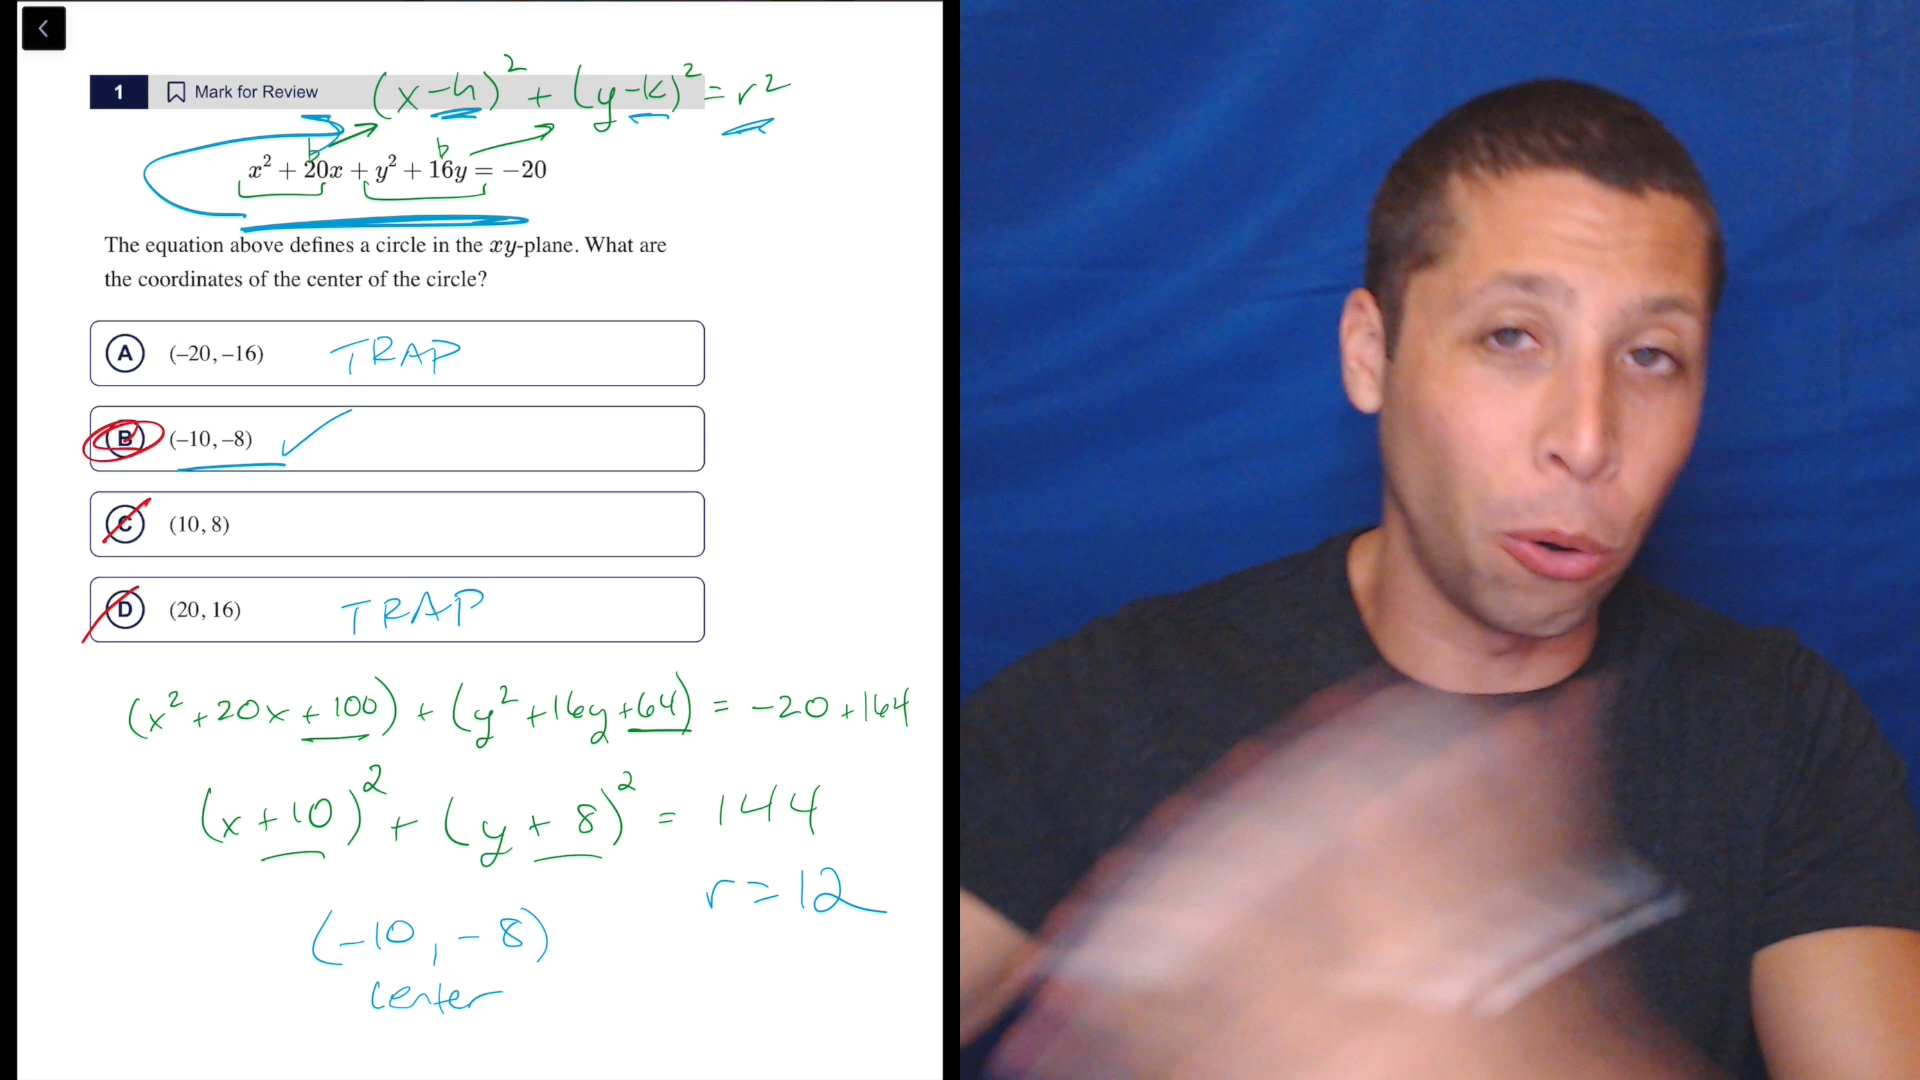 1 Mark for Review (x-h)² + (y-k)² = r²
b b
x² + 20x + y² + 16y = −20
The equation above defines a circle in the xy-plane. What are
the coordinates of the center of the circle?
A (–20, –16) TRAP
B (–10, –8)
C (10, 8)
D (20, 16) TRAP
(x² + 20x + 100) + (y² + 16y + 64) = -20 + 164
(x + 10)² + (y + 8)² = 144
r = 12
(-10, -8)
center